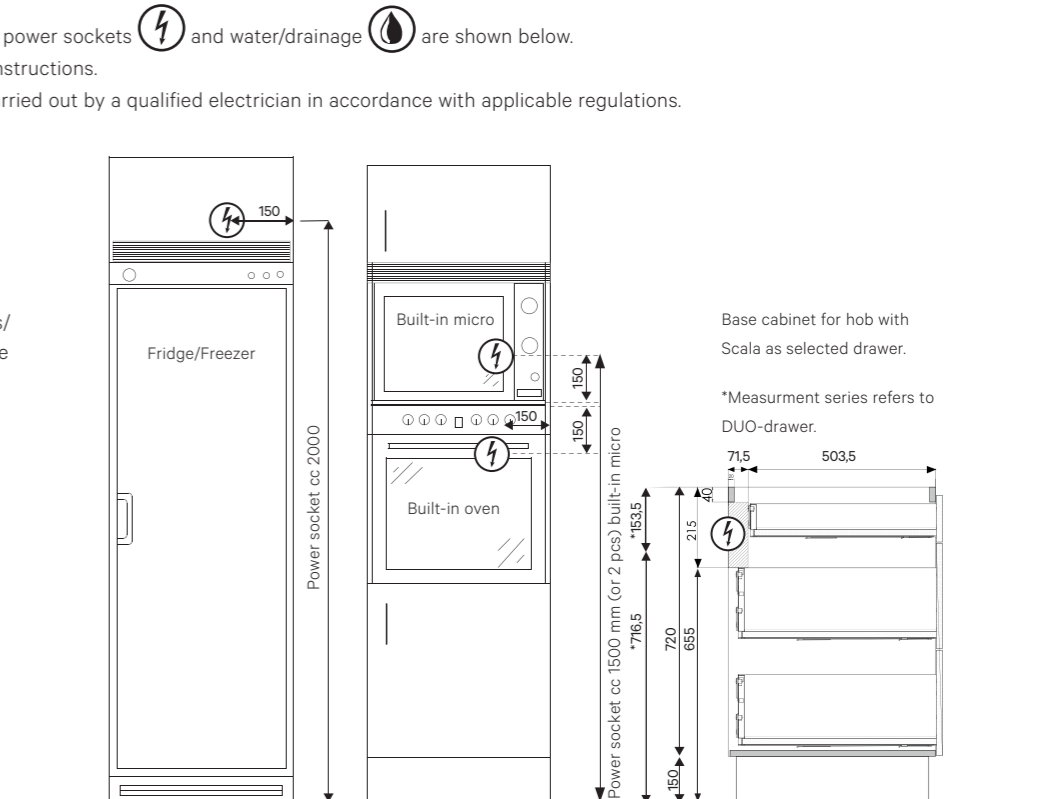 power sockets and water/drainage are shown below.
nstructions.
rried out by a qualified electrician in accordance with applicable regulations.
s/
e
150
Fridge/Freezer
Power socket cc 2000
Built-in micro
150
150
150
Built-in oven
Power socket cc 1500 mm (or 2 pcs) built-in micro
Base cabinet for hob with
Scala as selected drawer.
*Measurment series refers to
DUO-drawer.
71,5
503,5
18
40
*153,5
215
*716,5
720
655
150